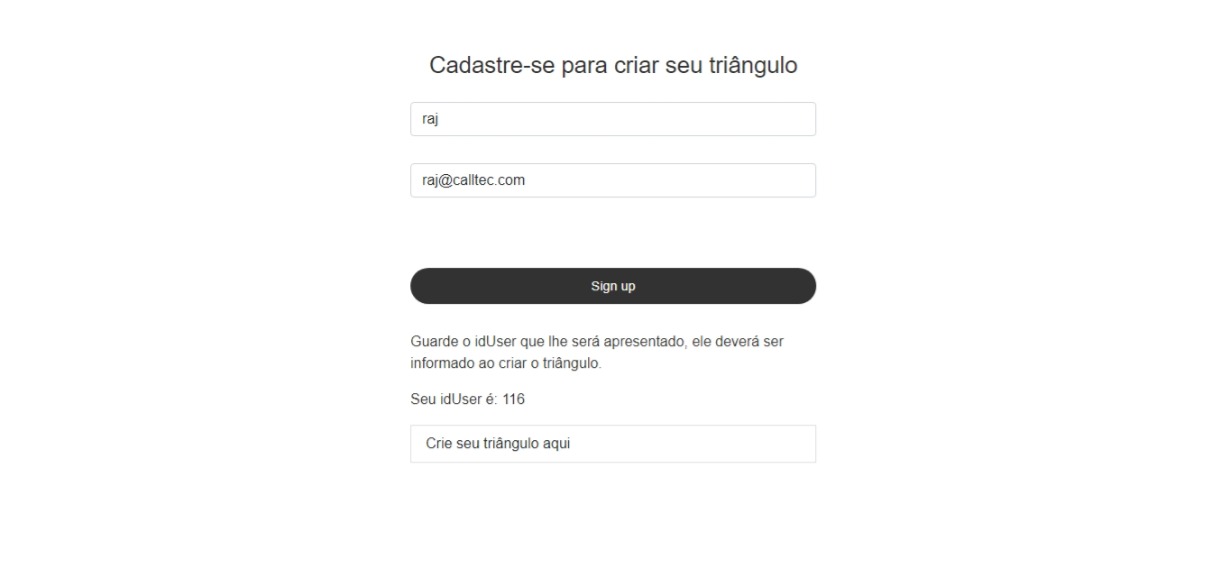 Cadastre-se para criar seu triângulo
raj
raj@calltec.com
Sign up
Guarde o idUser que lhe será apresentado, ele deverá ser
informado ao criar o triângulo.
Seu idUser é: 116
Crie seu triângulo aqui